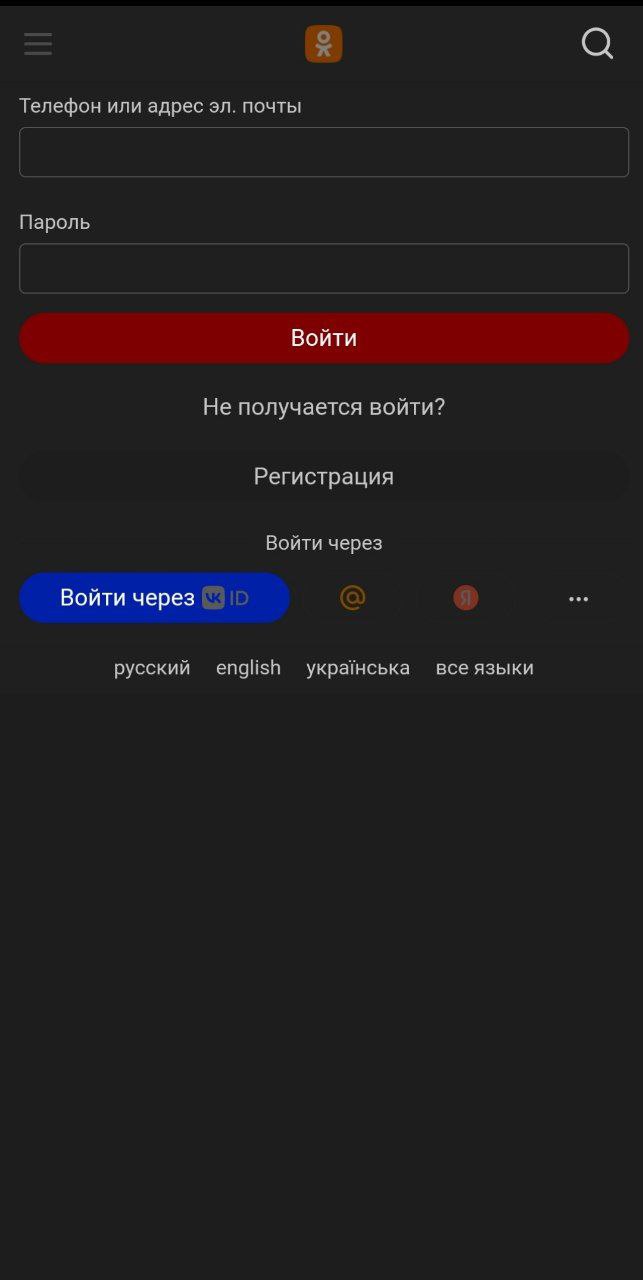 Телефон или адрес эл. почты
Пароль
Войти
Не получается войти?
Регистрация
Войти через
Войти через VK ID @ Я ...
русский english українська все языки